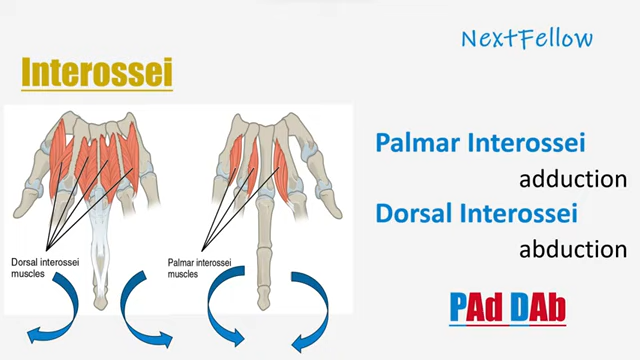 NextFellow
Interossei
Dorsal interossei
muscles
Palmar interossei
muscles
Palmar Interossei
adduction
Dorsal Interossei
abduction
PAd DAb